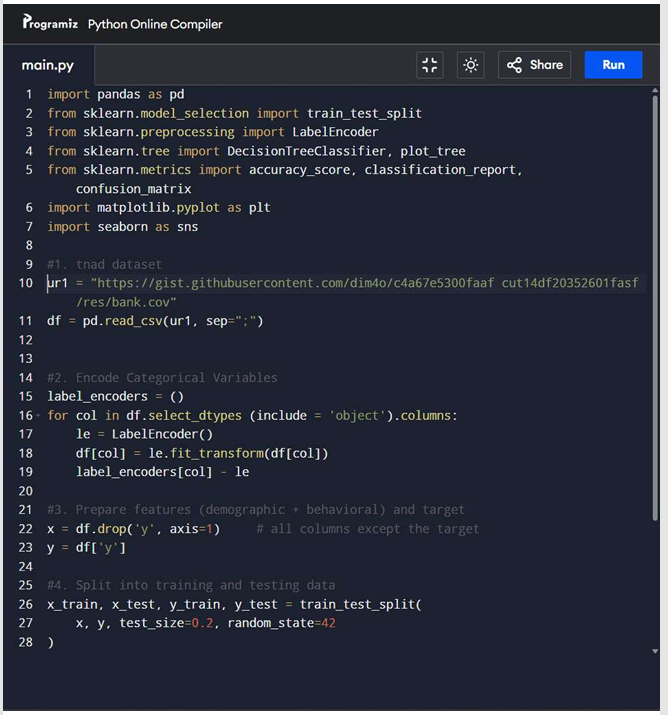 Programiz Python Online Compiler
main.py Share Run
1 import pandas as pd
2 from sklearn.model_selection import train_test_split
3 from sklearn.preprocessing import LabelEncoder
4 from sklearn.tree import DecisionTreeClassifier, plot_tree
5 from sklearn.metrics import accuracy_score, classification_report,
confusion_matrix
6 import matplotlib.pyplot as plt
7 import seaborn as sns
8
9 #1. tnad dataset
10 ur1 = "https://gist.githubusercontent.com/dim4o/c4a67e5300faaf cut14df20352601fasf
/res/bank.cov"
11 df = pd.read_csv(ur1, sep=";")
12
13
14 #2. Encode Categorical Variables
15 label_encoders = ()
16 for col in df.select_dtypes (include = 'object').columns:
17 le = LabelEncoder()
18 df[col] = le.fit_transform(df[col])
19 label_encoders[col] - le
20
21 #3. Prepare features (demographic + behavioral) and target
22 x = df.drop('y', axis=1) # all columns except the target
23 y = df['y']
24
25 #4. Split into training and testing data
26 x_train, x_test, y_train, y_test = train_test_split(
27 x, y, test_size=0.2, random_state=42
28 )